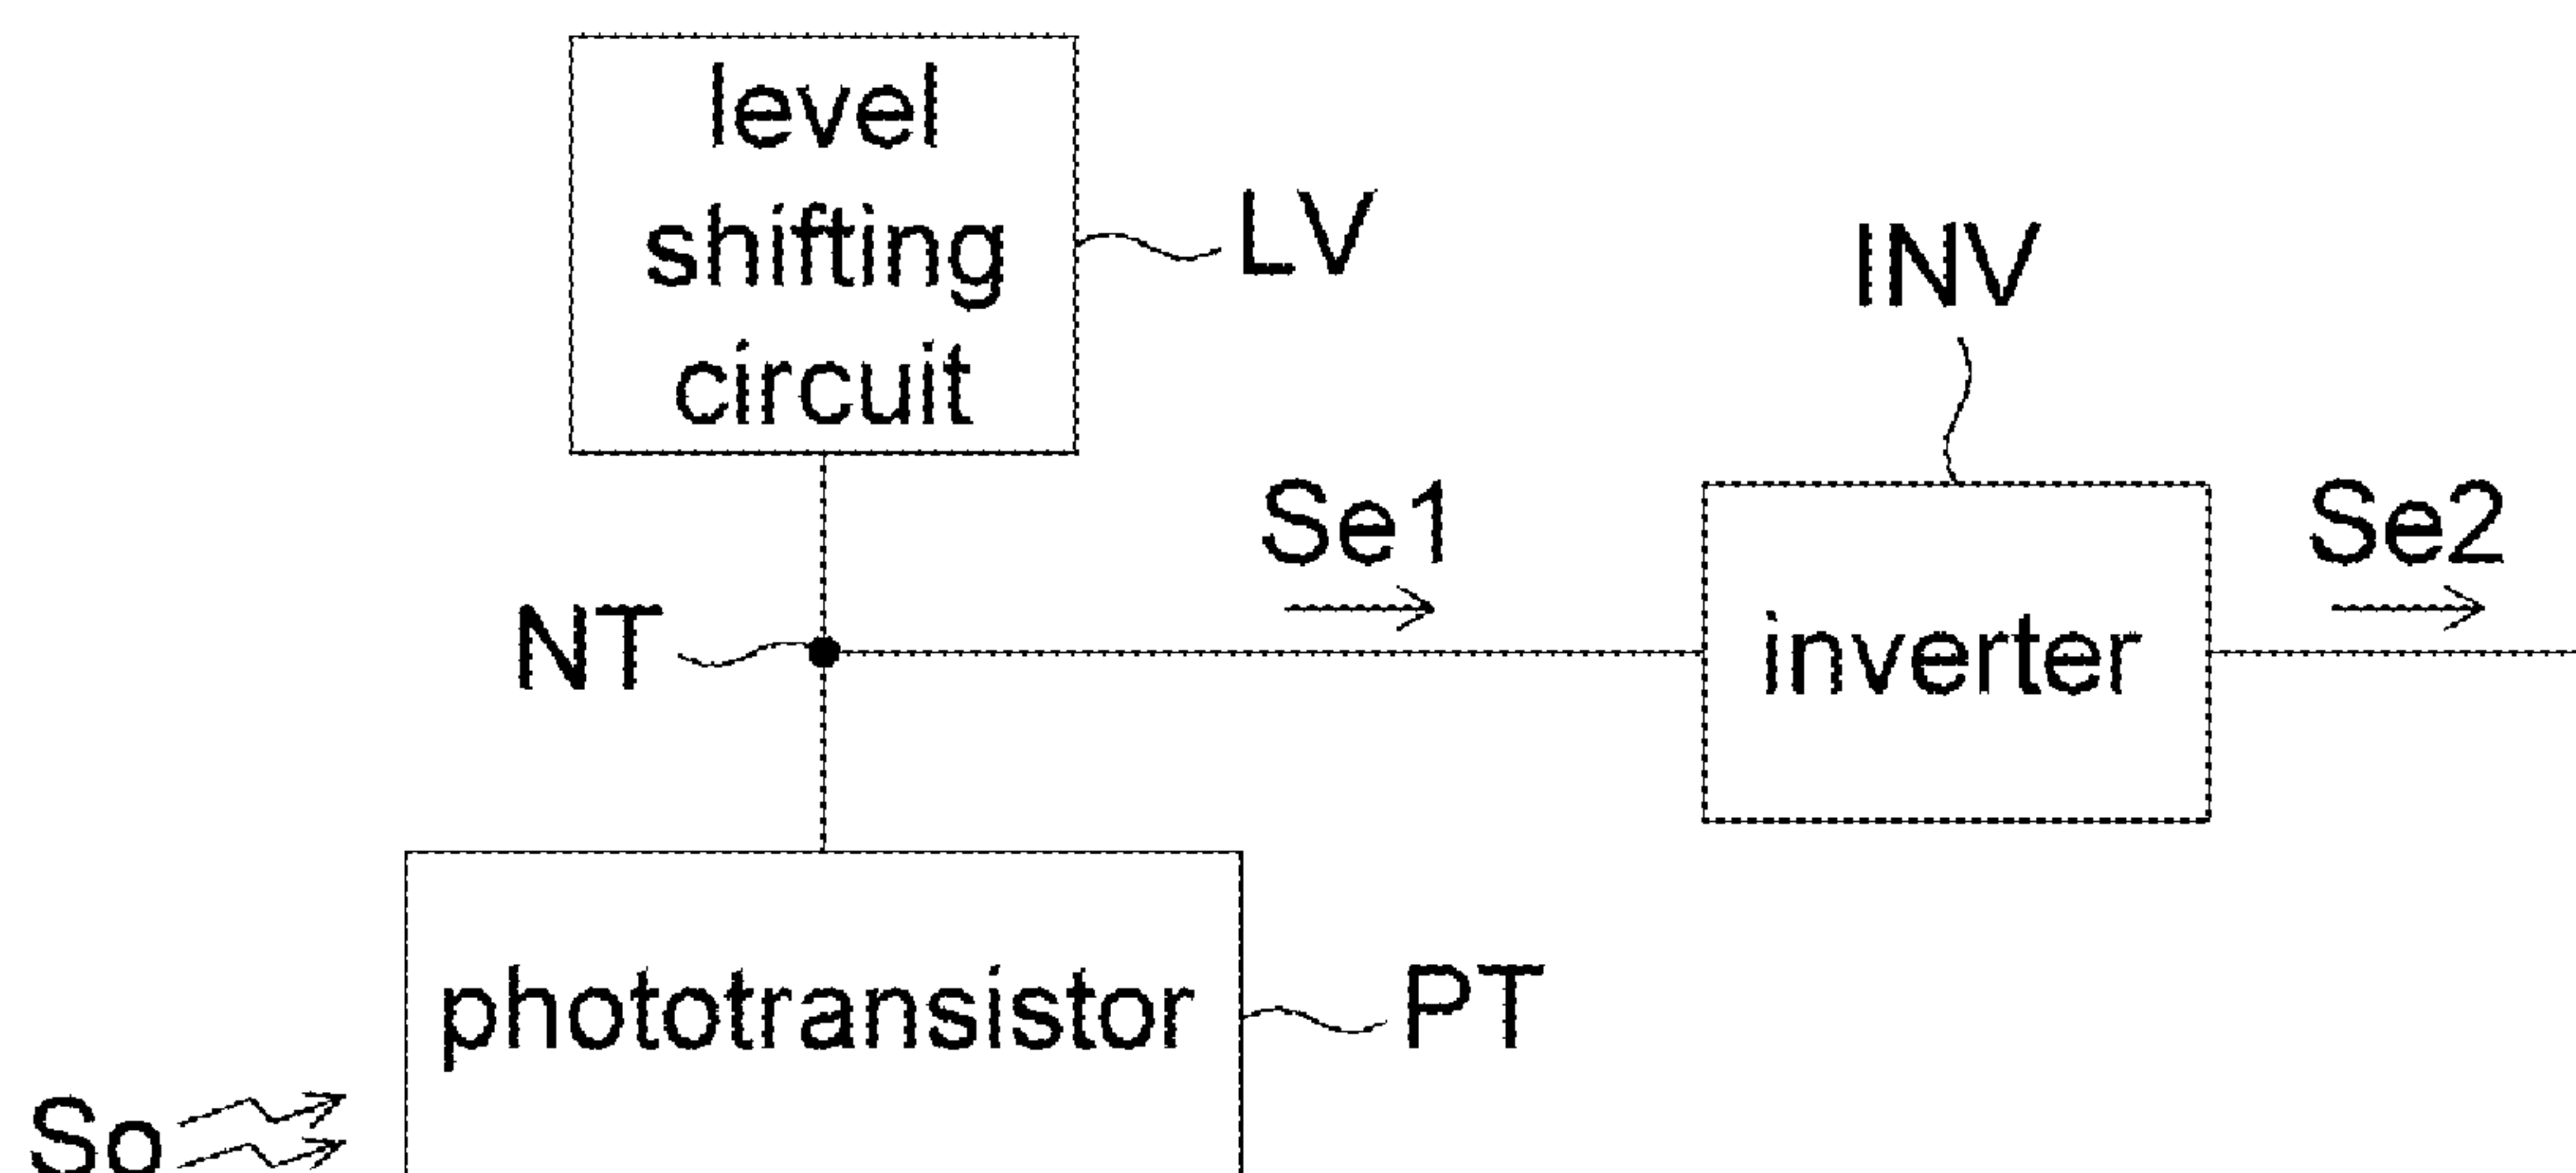 level
shifting
circuit
LV
INV
Se1
Se2
NT
inverter
phototransistor
PT
So